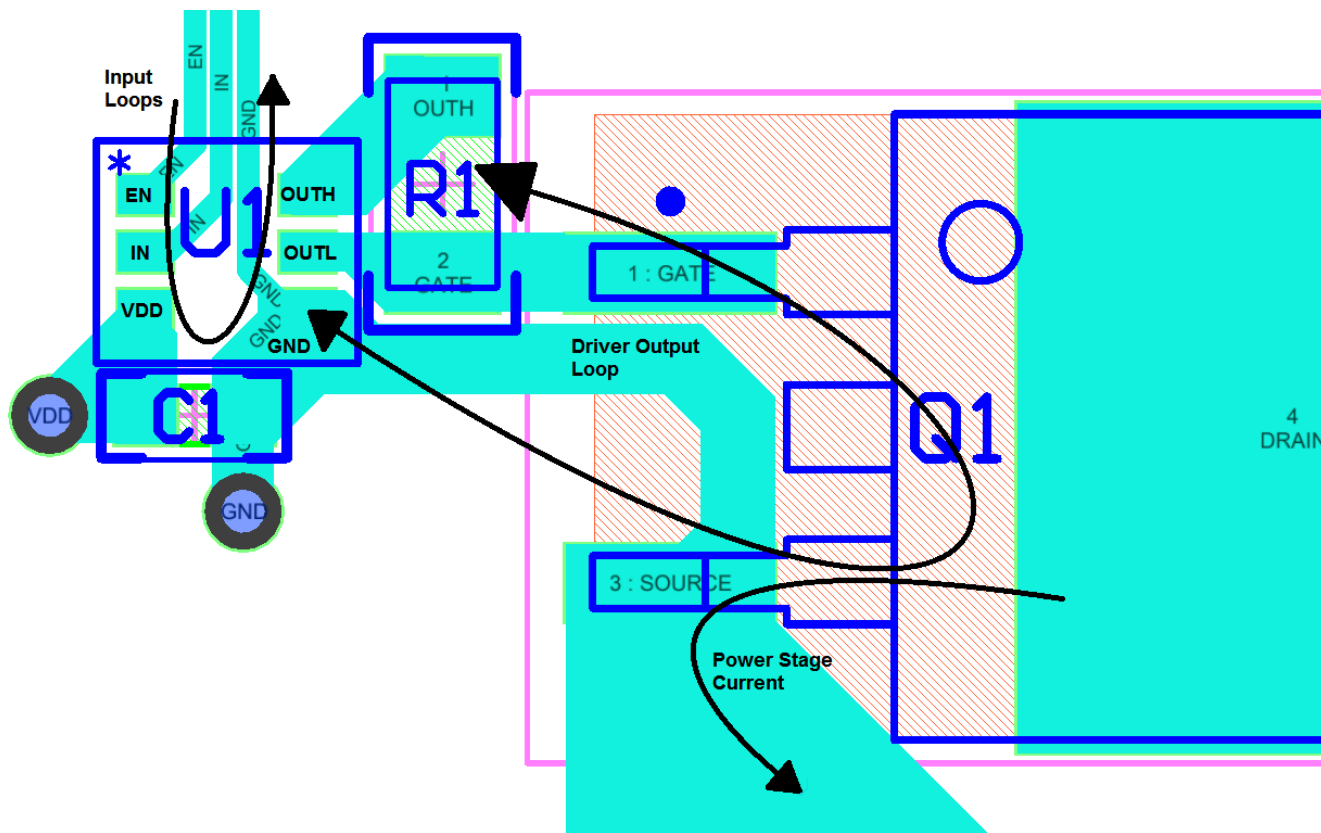 EN
IN
GND
Input
Loops
1
OUTH
*
EN
EN
U1
OUTH
R1
IN
IN
OUTL
2
GATE
1 : GATE
VDD
GND
GND
GND
Driver Output
Loop
VDD
C1
Q1
4
DRAIN
GND
3 : SOURCE
Power Stage
Current